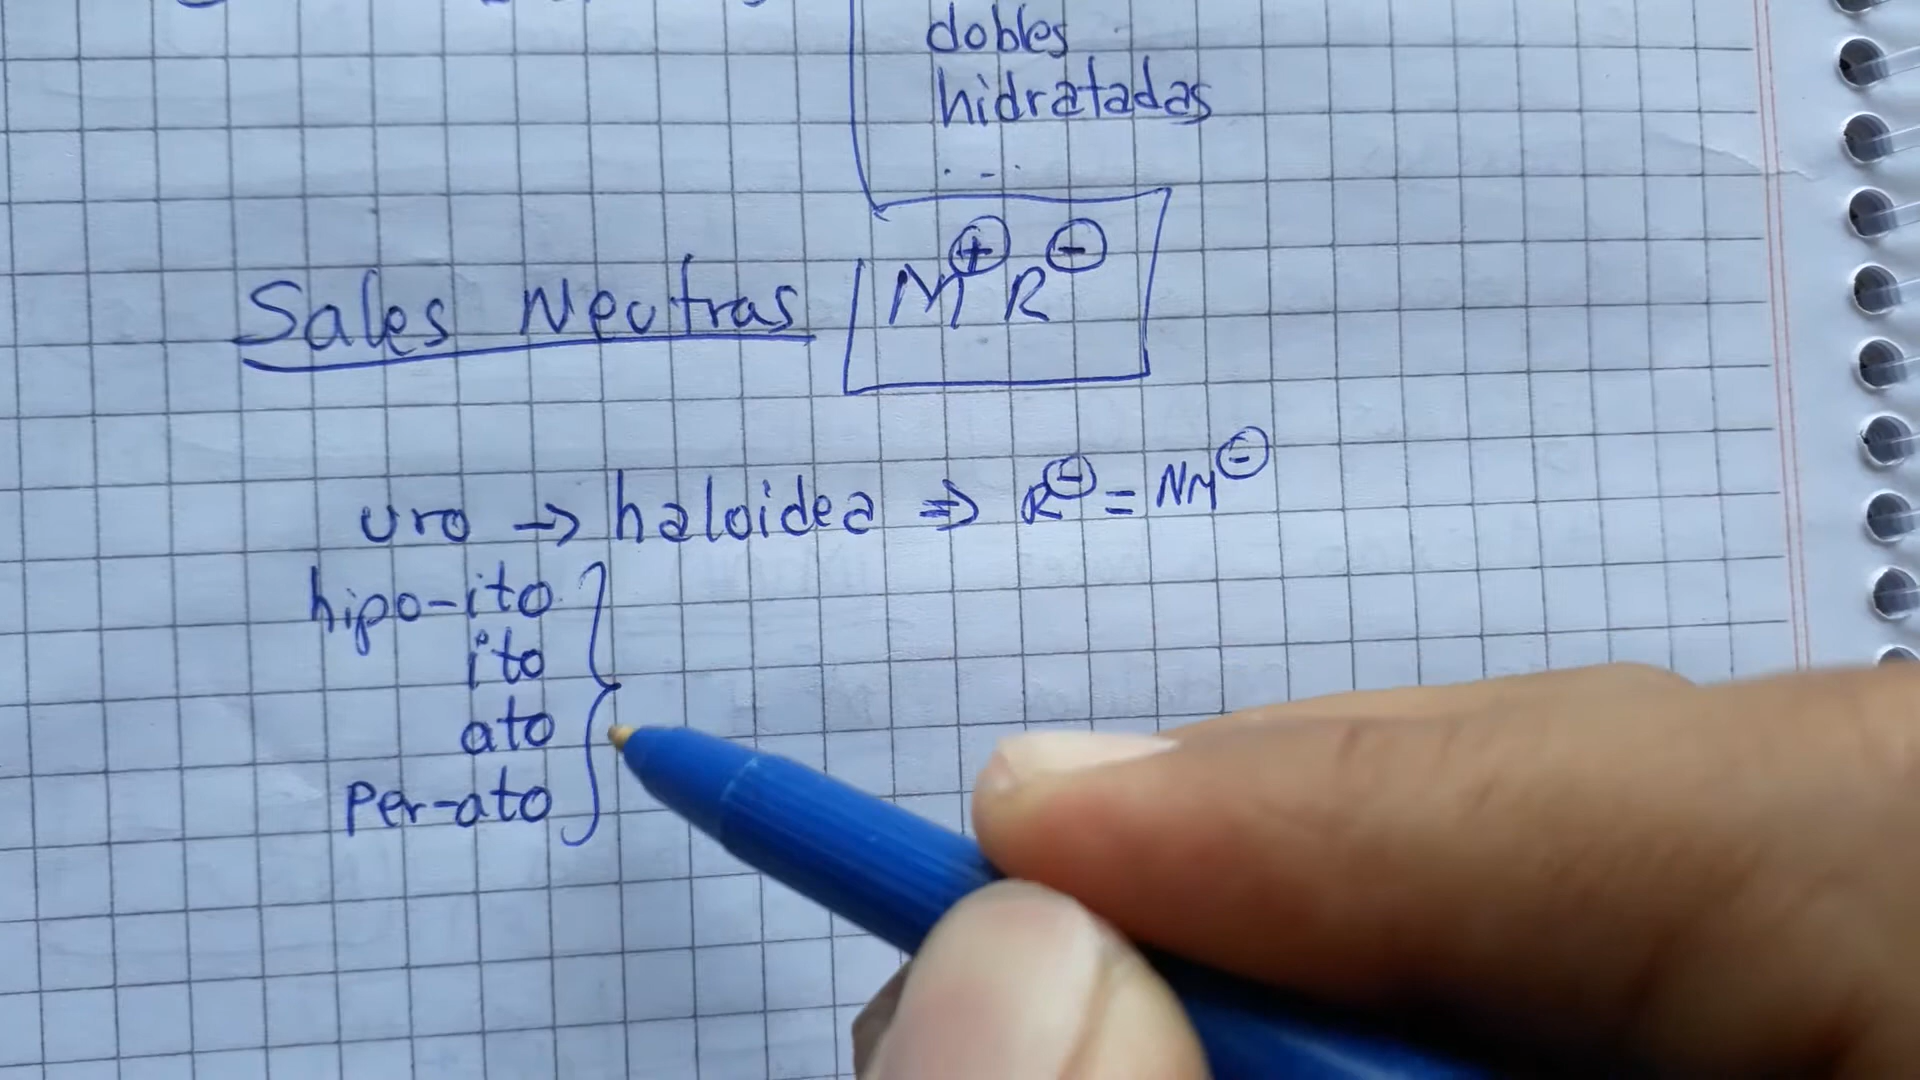 dobles
hidratadas
...
Sales Neutras M⊕R⊖
uro → haloidea ⇒ R⊖ = NM⊖
hipo-ito
ito
ato
per-ato